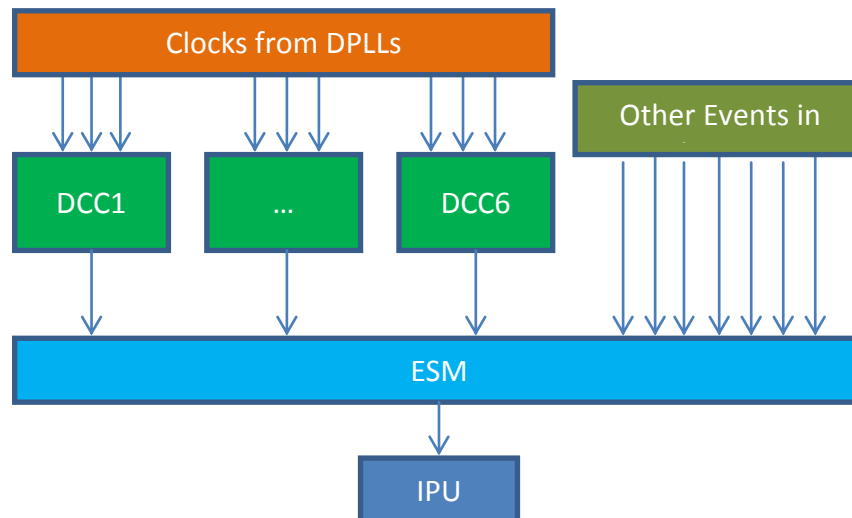 Clocks from DPLLs
Other Events in
DCC1
...
DCC6
ESM
IPU